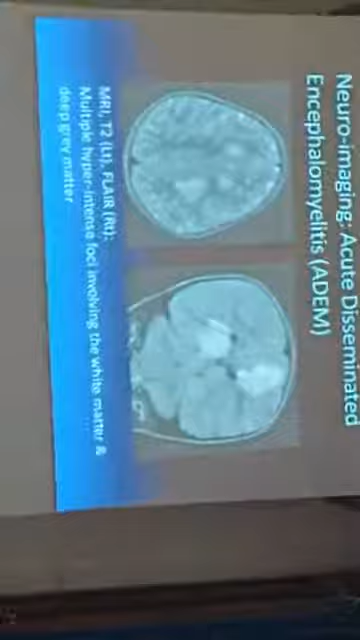 Neuro-imaging: Acute Disseminated
Encephalomyelitis (ADEM)
MRI, T2 (Lt), FLAIR (Rt):
Multiple hyper-intense foci involving the white matter &
deep grey matter